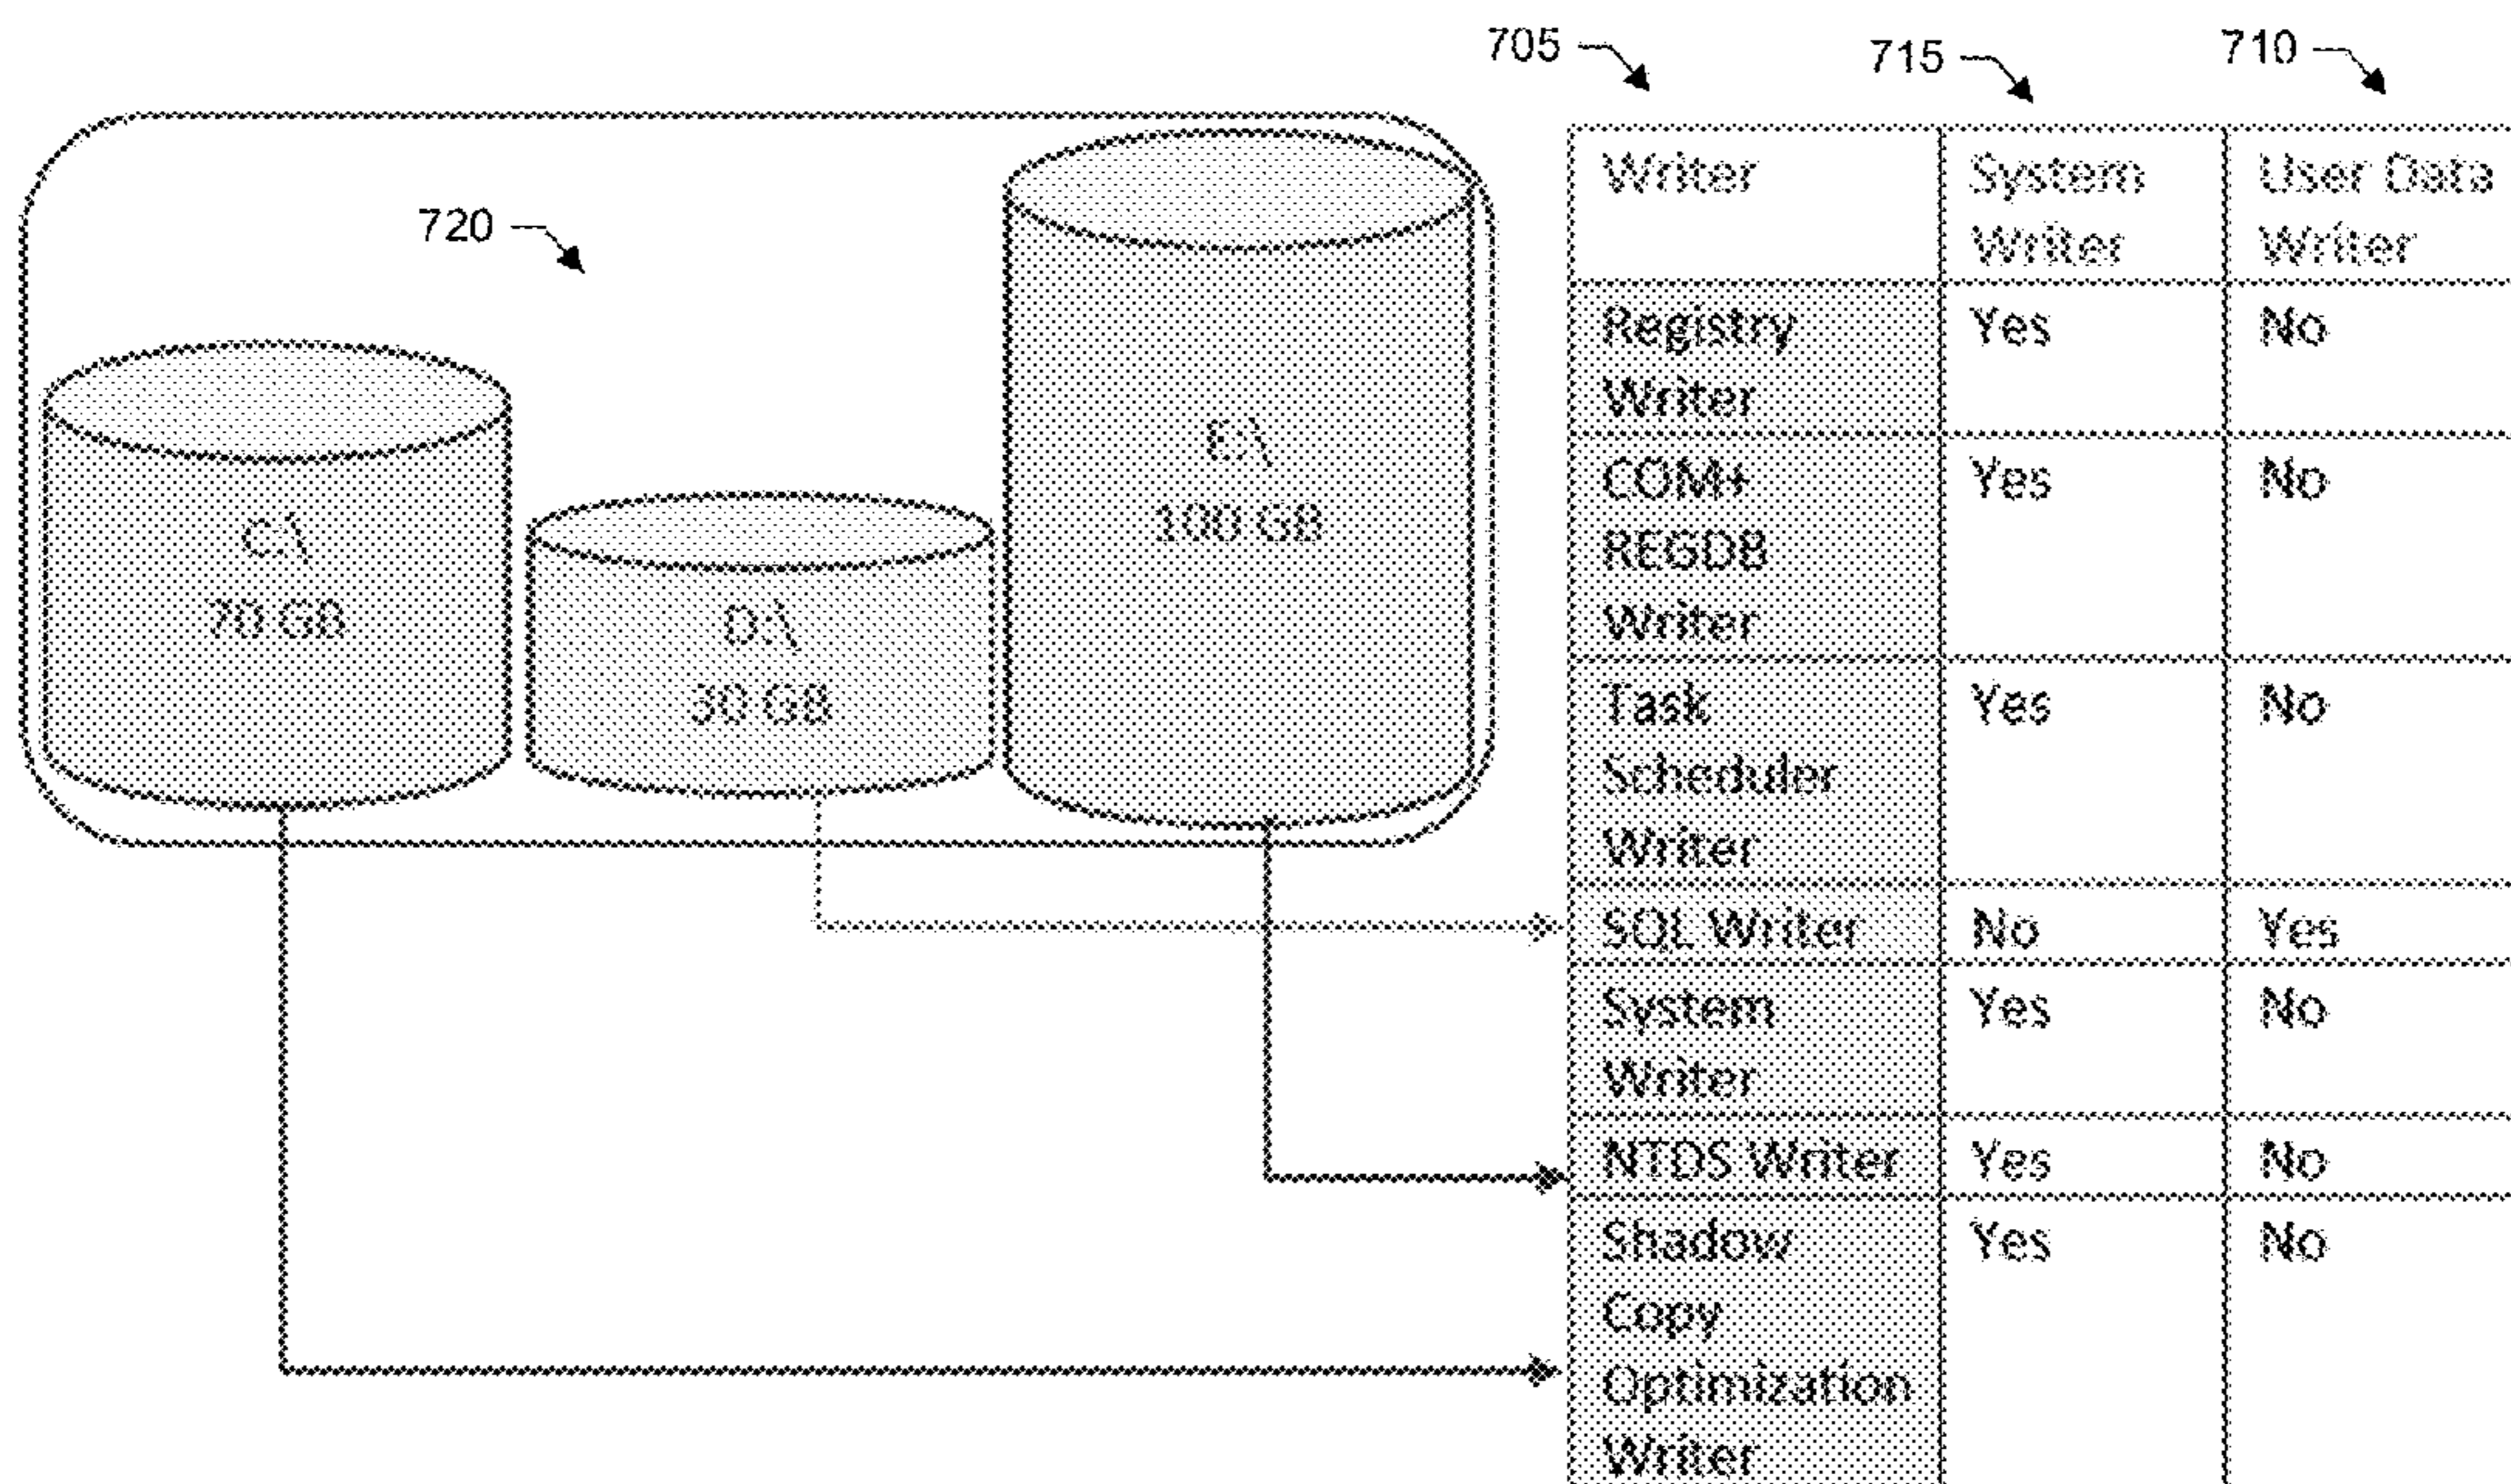 705
715
710
720
Writer
System
Writer
User Data
Writer
Registry
Writer
Yes
No
COM+
REGDB
Writer
Yes
No
Task
Scheduler
Writer
Yes
No
SQL Writer
No
Yes
System
Writer
Yes
No
NTDS Writer
Yes
No
Shadow
Copy
Optimization
Writer
Yes
No
C:\
70 GB
D:\
30 GB
E:\
100 GB